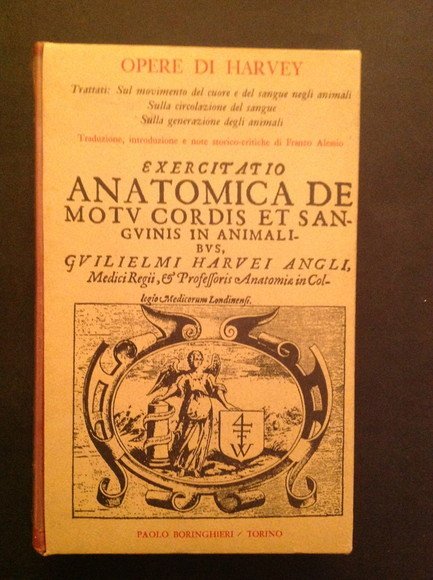 OPERE DI HARVEY
Trattati: Sul movimento del cuore e del sangue negli animali
Sulla circolazione del sangue
Sulla generazione degli animali
Traduzione, introduzione e note storico-critiche di Franco Alessio
EXERCITATIO
ANATOMICA DE
MOTV CORDIS ET SAN-
GVINIS IN ANIMALI-
BVS,
GVILIELMI HARVEI ANGLI,
Medici Regii, & Professoris Anatomiæ in Col-
legio Medicorum Londinensi.
PAOLO BORINGHIERI / TORINO